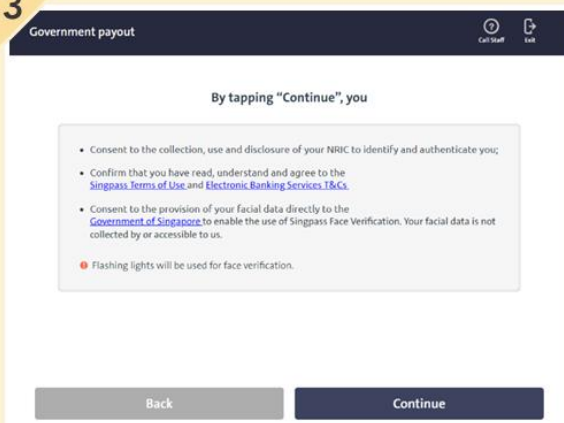 3
Government payout
Call Staff
Exit
By tapping “Continue”, you
• Consent to the collection, use and disclosure of your NRIC to identify and authenticate you;
• Confirm that you have read, understand and agree to the
Singpass Terms of Use and Electronic Banking Services T&Cs
• Consent to the provision of your facial data directly to the
Government of Singapore to enable the use of Singpass Face Verification. Your facial data is not
collected by or accessible to us.
Flashing lights will be used for face verification.
Back
Continue